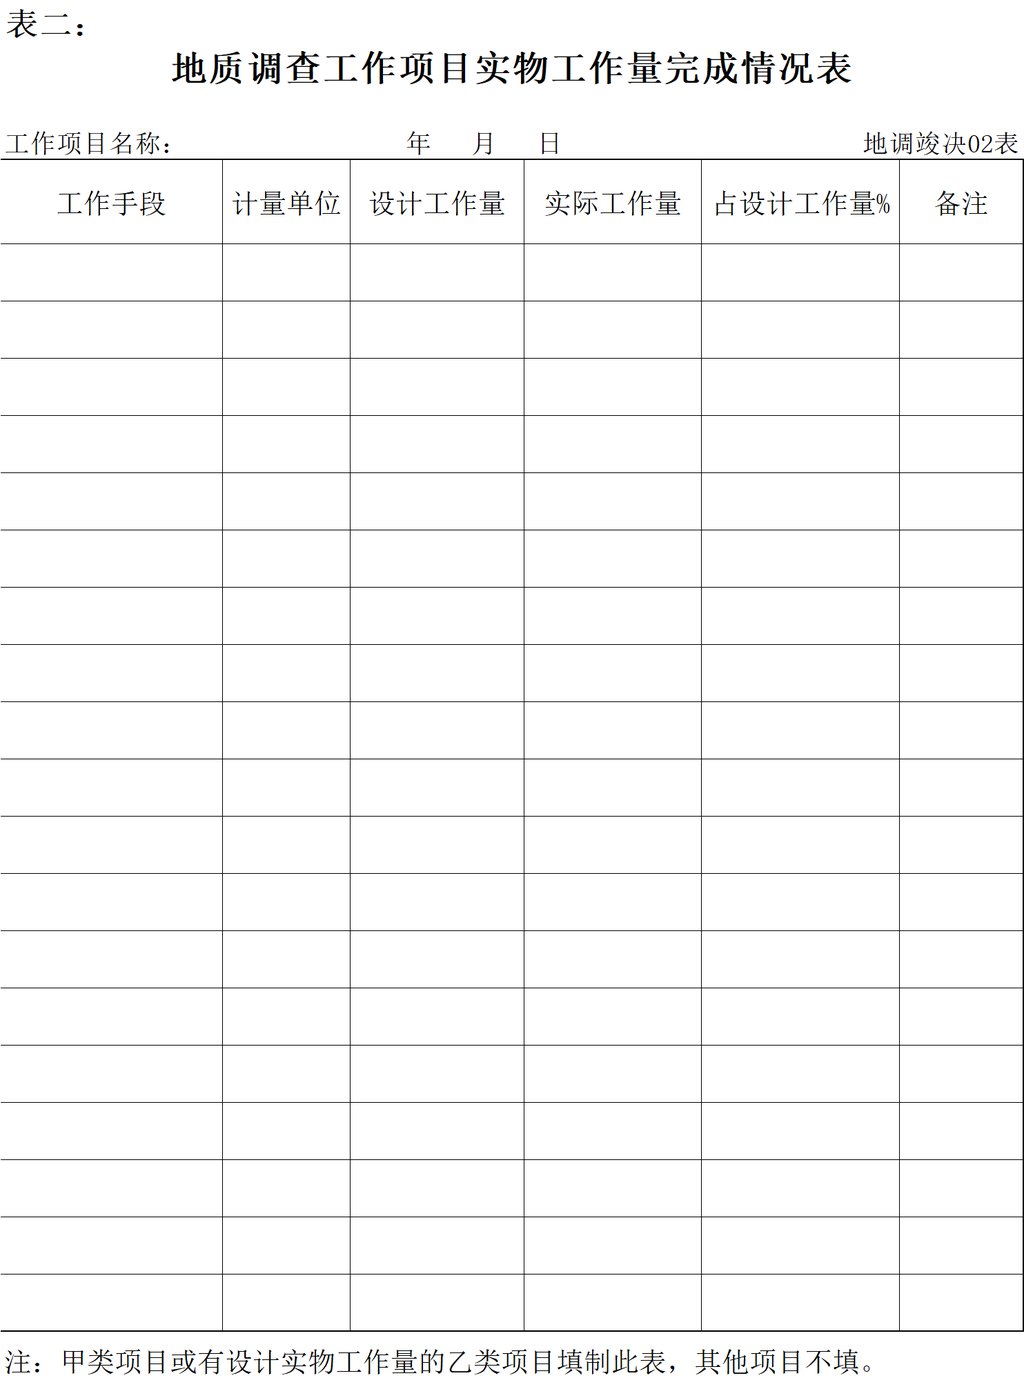 表二：
地质调查工作项目实物工作量完成情况表
工作项目名称： 年 月 日 地调竣决02表
工作手段 计量单位 设计工作量 实际工作量 占设计工作量% 备注
注：甲类项目或有设计实物工作量的乙类项目填制此表，其他项目不填。